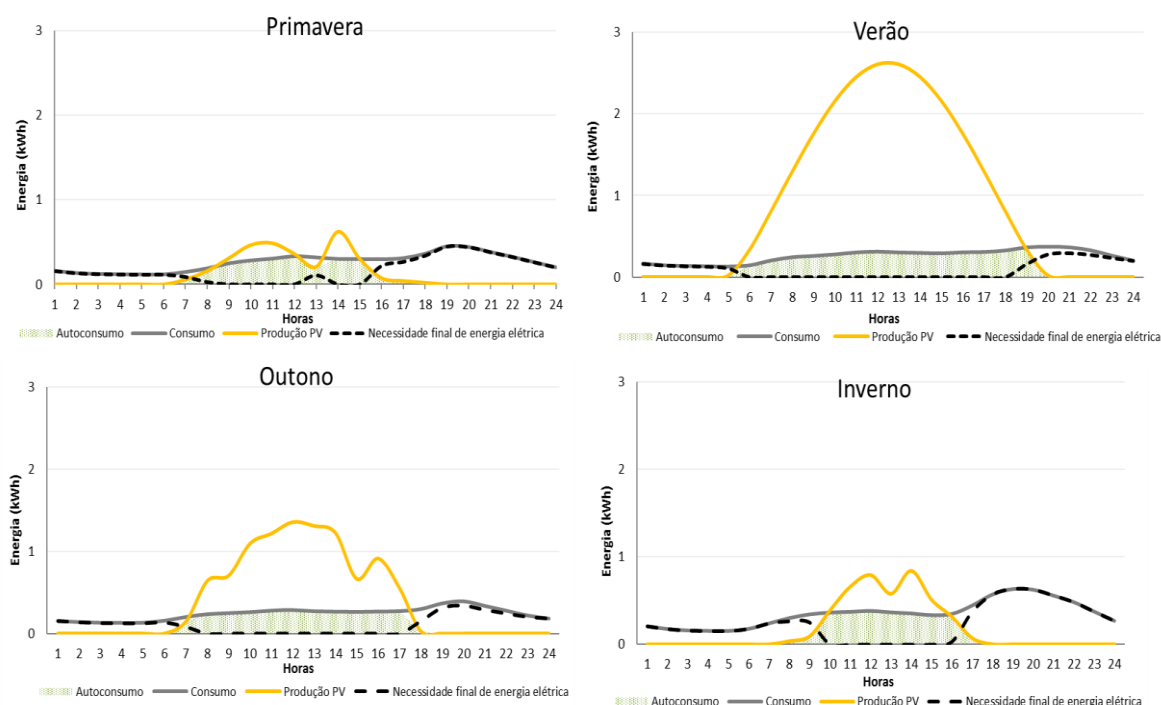 Primavera
Energia (kWh)
3
2
1
0
1 2 3 4 5 6 7 8 9 10 11 12 13 14 15 16 17 18 19 20 21 22 23 24
Horas
Autoconsumo Consumo Produção PV Necessidade final de energia elétrica
Verão
Energia (kWh)
3
2
1
0
1 2 3 4 5 6 7 8 9 10 11 12 13 14 15 16 17 18 19 20 21 22 23 24
Horas
Autoconsumo Consumo Produção PV Necessidade final de energia elétrica
Outono
Energia (kWh)
3
2
1
0
1 2 3 4 5 6 7 8 9 10 11 12 13 14 15 16 17 18 19 20 21 22 23 24
Horas
Autoconsumo Consumo Produção PV Necessidade final de energia elétrica
Inverno
Energia (kWh)
3
2
1
0
1 2 3 4 5 6 7 8 9 10 11 12 13 14 15 16 17 18 19 20 21 22 23 24
Horas
Autoconsumo Consumo Produção PV Necessidade final de energia elétrica